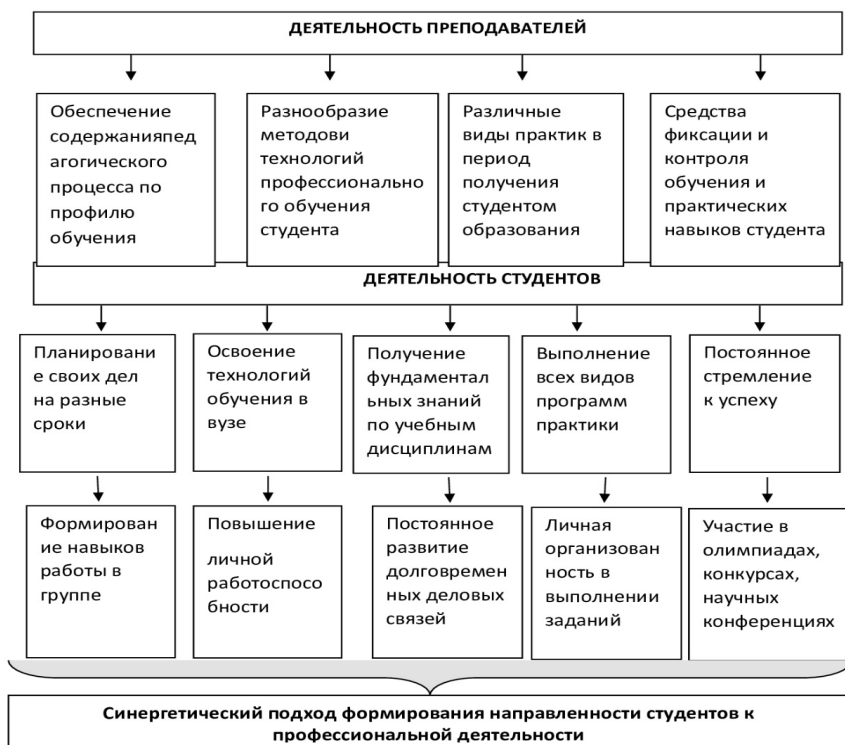 ДЕЯТЕЛЬНОСТЬ ПРЕПОДАВАТЕЛЕЙ
Обеспечение
содержанияпед
агогического
процесса по
профилю
обучения
Разнообразие
методови
технологий
профессионально
го обучения
студента
Различные
виды практик в
период
получения
студентом
образования
Средства
фиксации и
контроля
обучения и
практических
навыков студента
ДЕЯТЕЛЬНОСТЬ СТУДЕНТОВ
Планировани
е своих дел
на разные
сроки
Освоение
технологий
обучения в
вузе
Получение
фундаментал
ьных знаний
по учебным
дисциплинам
Выполнение
всех видов
программ
практики
Постоянное
стремление
к успеху
Формирован
ие навыков
работы в
группе
Повышение
личной
работоспосо
бности
Постоянное
развитие
долговремен
ных деловых
связей
Личная
организован
ность в
выполнении
заданий
Участие в
олимпиадах,
конкурсах,
научных
конференциях
Синергетический подход формирования направленности студентов к
профессиональной деятельности